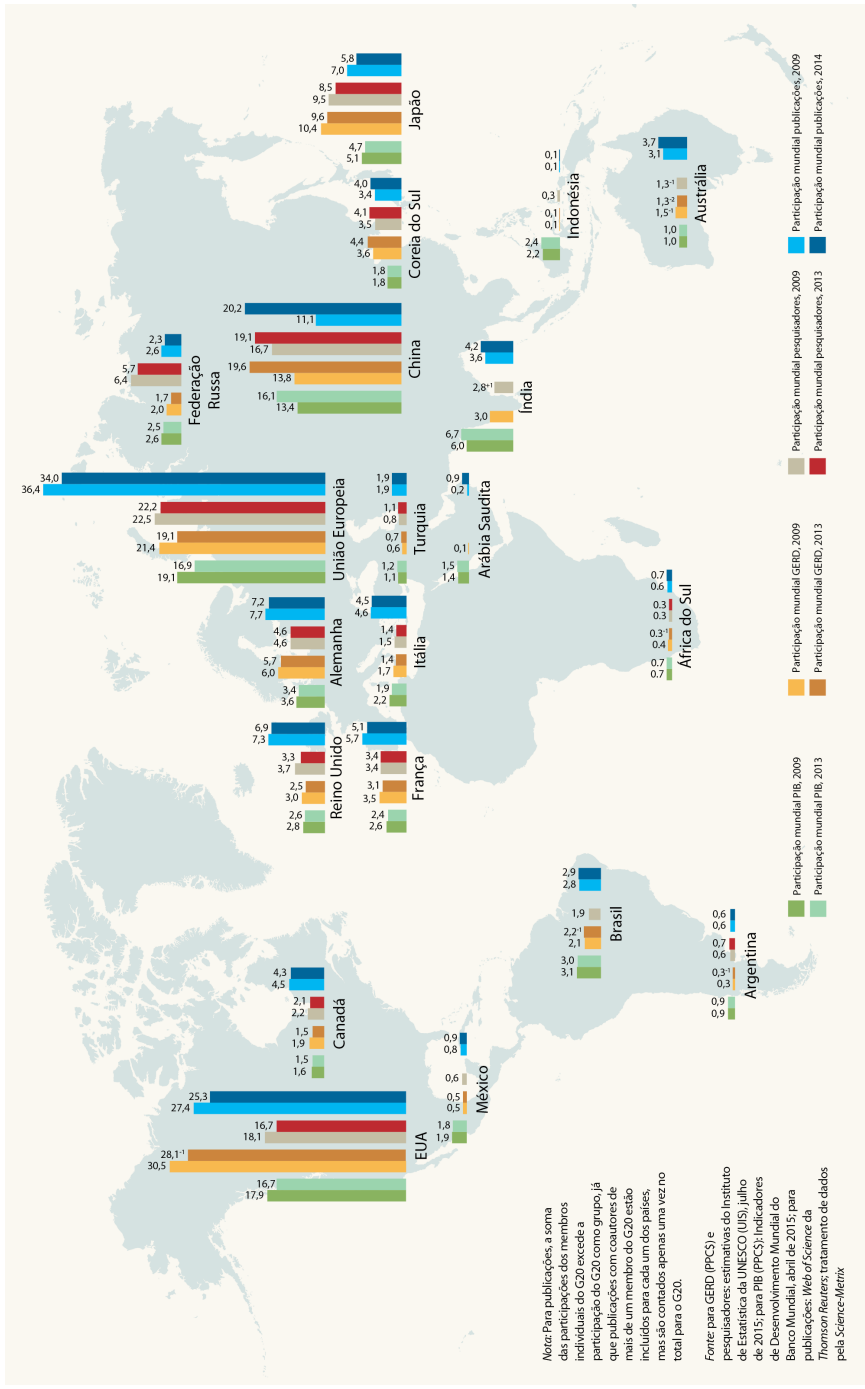 17,9 16,7 30,5 28,1⁻¹ 18,1 16,7 27,4 25,3
EUA
1,6 1,5 1,9 1,5 2,2 2,1 4,5 4,3
Canadá
1,9 1,8 0,5 0,5 0,6 0,8 0,9
México
3,1 3,0 2,1 2,2⁻¹ 1,9 2,8 2,9
Brasil
0,9 0,9 0,3 0,3⁻¹ 0,6 0,7 0,6 0,6
Argentina
2,8 2,6 3,0 2,5 3,7 3,3 7,3 6,9
Reino Unido
3,6 3,4 6,0 5,7 4,6 4,6 7,7 7,2
Alemanha
19,1 16,9 21,4 19,1 22,5 22,2 36,4 34,0
União Europeia
2,6 2,4 3,5 3,1 3,4 3,4 5,7 5,1
França
2,2 1,9 1,7 1,4 1,5 1,4 4,6 4,5
Itália
1,1 1,2 0,6 0,7 0,8 1,1 1,9 1,9
Turquia
1,4 1,5 0,1 0,2 0,9
Arábia Saudita
0,7 0,7 0,4 0,3⁻¹ 0.3 0.3 0,6 0,7
África do Sul
2,6 2,5 2,0 1,7 6,4 5,7 2,6 2,3
Federação
Russa
13,4 16,1 13,8 19,6 16,7 19,1 11,1 20,2
China
6,0 6,7 3,0 2,8⁺¹ 3,6 4,2
Índia
1,8 1,8 3,6 4,4 3,5 4,1 3,4 4,0
Coreia do Sul
5,1 4,7 10,4 9,6 9,5 8,5 7,0 5,8
Japão
2,2 2,4 0,1 0,1 0,3 0,1 0,1
Indonésia
1,0 1,0 1,5⁻¹ 1,3⁻² 1,3⁻¹ 3,1 3,7
Austrália
Nota: Para publicações, a soma
das participações dos membros
individuais do G20 excede a
participação do G20 como grupo, já
que publicações com coautores de
mais de um membro do G20 estão
incluídos para cada um dos países,
mas são contados apenas uma vez no
total para o G20.
Fonte: para GERD (PPC$) e
pesquisadores: estimativas do Instituto
de Estatística da UNESCO (UIS), julho
de 2015; para PIB (PPC$): Indicadores
de Desenvolvimento Mundial do
Banco Mundial, abril de 2015; para
publicações: Web of Science da
Thomson Reuters; tratamento de dados
pela Science-Metrix
Participação mundial PIB, 2009
Participação mundial PIB, 2013
Participação mundial GERD, 2009
Participação mundial GERD, 2013
Participação mundial pesquisadores, 2009
Participação mundial pesquisadores, 2013
Participação mundial publicações, 2009
Participação mundial publicações, 2014